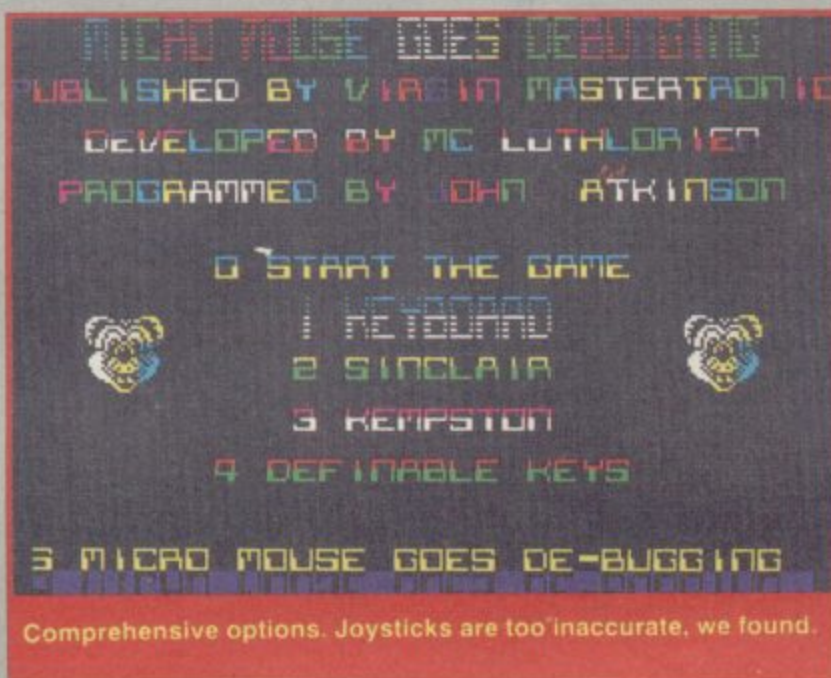 MICRO MOUSE GOES DEBUGGING
PUBLISHED BY VIRGIN MASTERTRONIC
DEVELOPED BY MC LOTHLORIEN
PROGRAMMED BY JOHN ATKINSON
0 START THE GAME
1 KEYBOARD
2 SINCLAIR
3 KEMPSTON
4 DEFINABLE KEYS
3 MICRO MOUSE GOES DE-BUGGING
Comprehensive options. Joysticks are too inaccurate, we found.